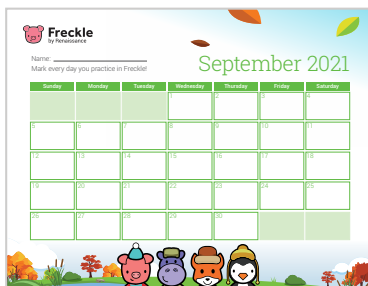 Freckle
by Renaissance
Name:
Mark every day you practice in Freckle!
September 2021
Sunday Monday Tuesday Wednesday Thursday Friday Saturday
1 2 3 4
5 6 7 8 9 10 11
12 13 14 15 16 17 18
19 20 21 22 23 24 25
26 27 28 29 30